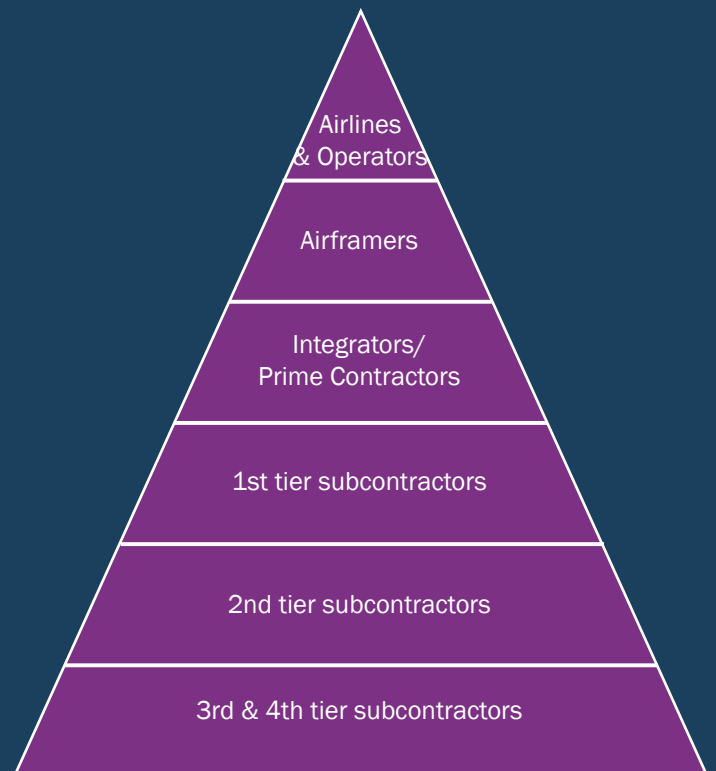 Airlines
& Operators
Airframers
Integrators/
Prime Contractors
1st tier subcontractors
2nd tier subcontractors
3rd & 4th tier subcontractors